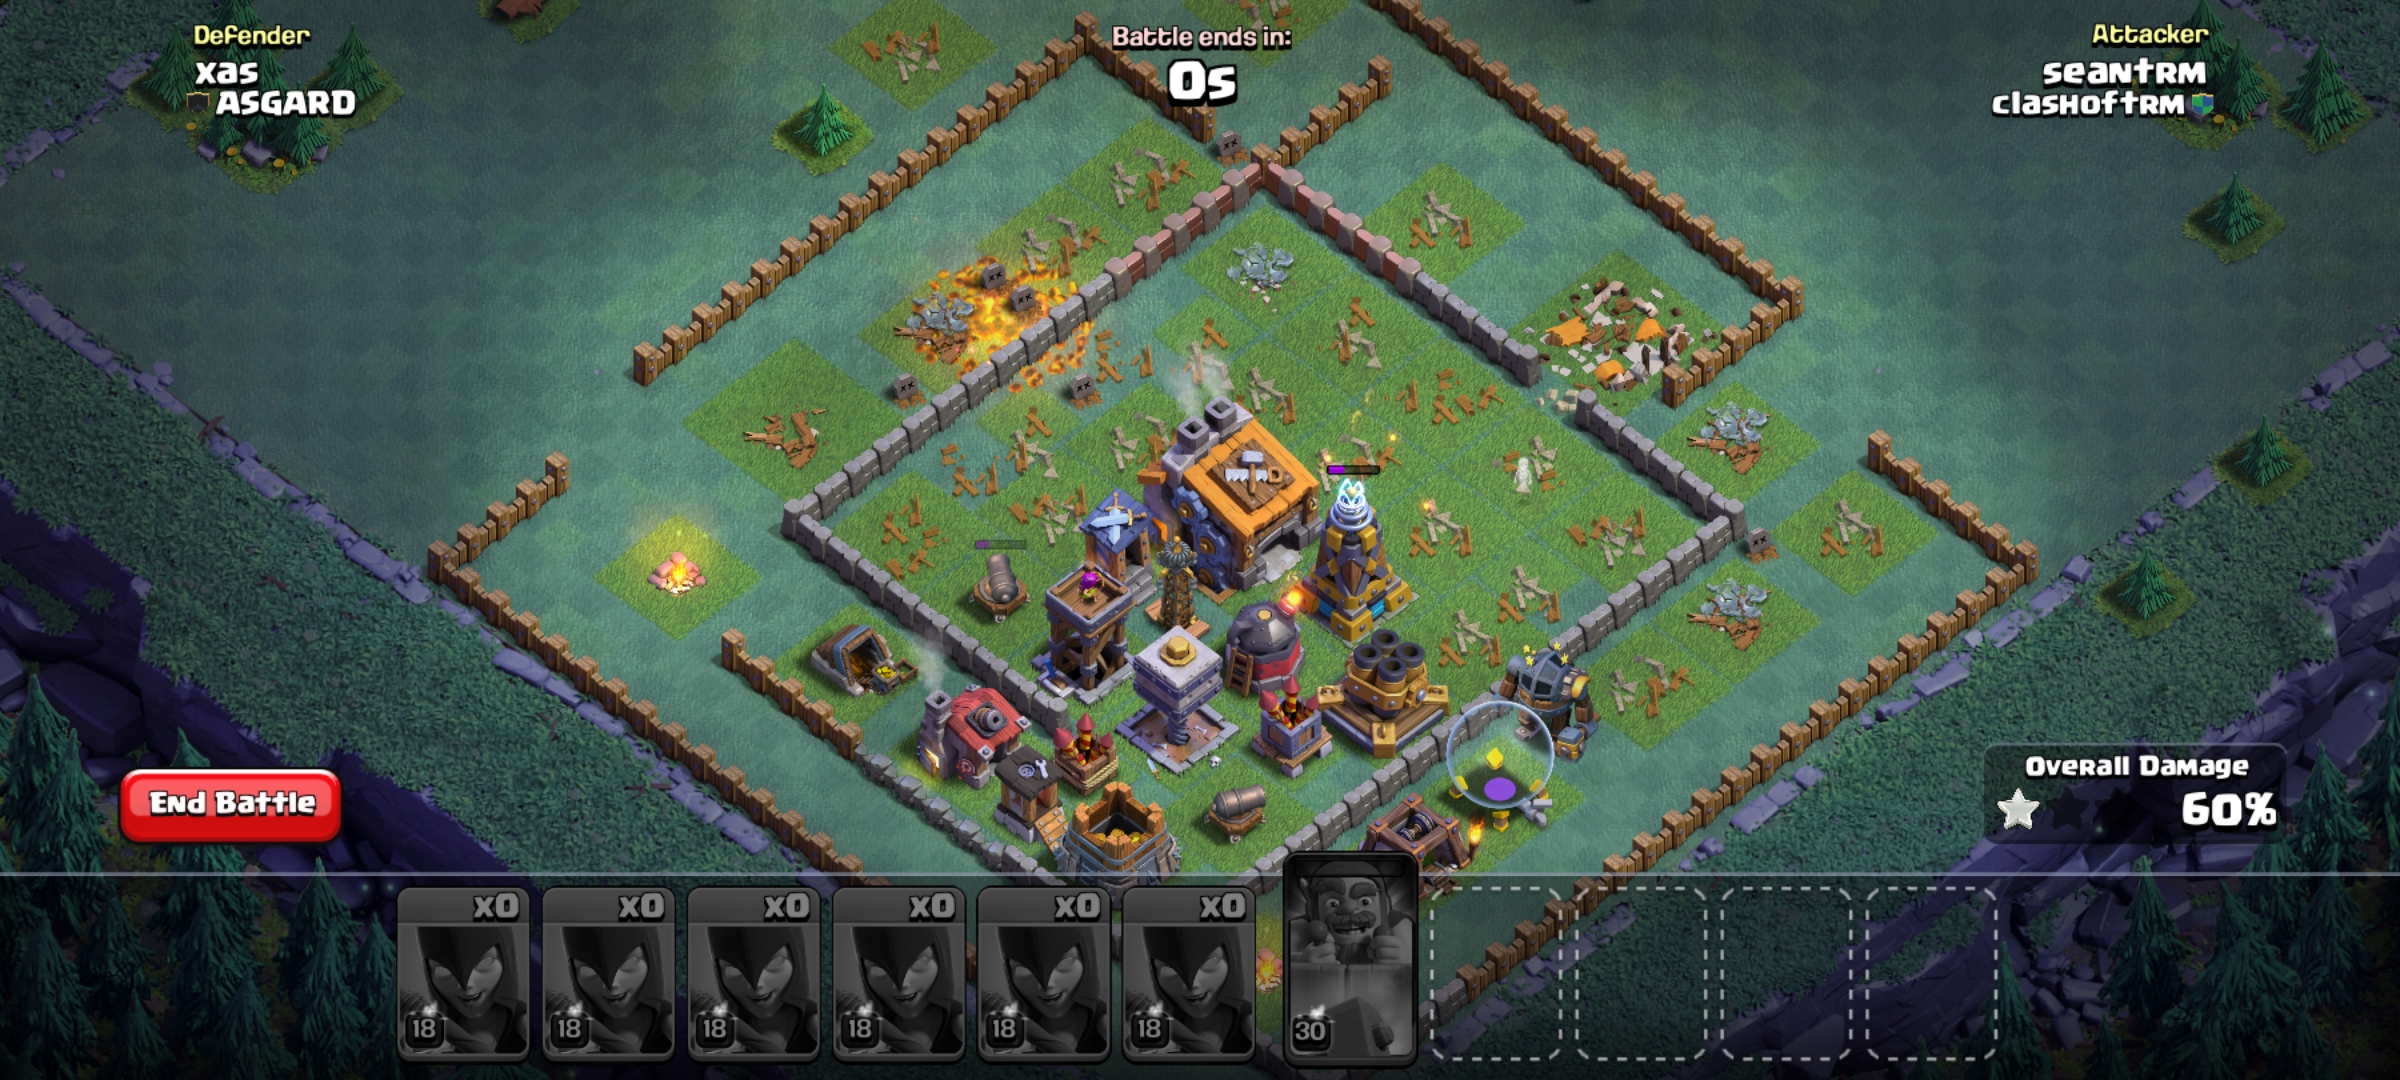 Defender
xas
ASGARD
Battle ends in:
0s
Attacker
seantRM
clashoftRM
End Battle
Overall Damage
60%
x0
x0
x0
x0
x0
x0
18
18
18
18
18
18
30